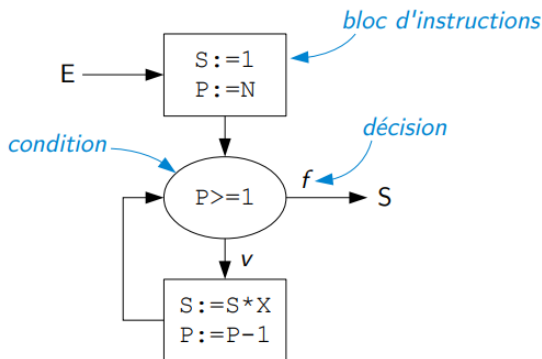 bloc d'instructions
E
S:=1
P:=N
condition
décision
P>=1
f
S
v
S:=S*X
P:=P-1